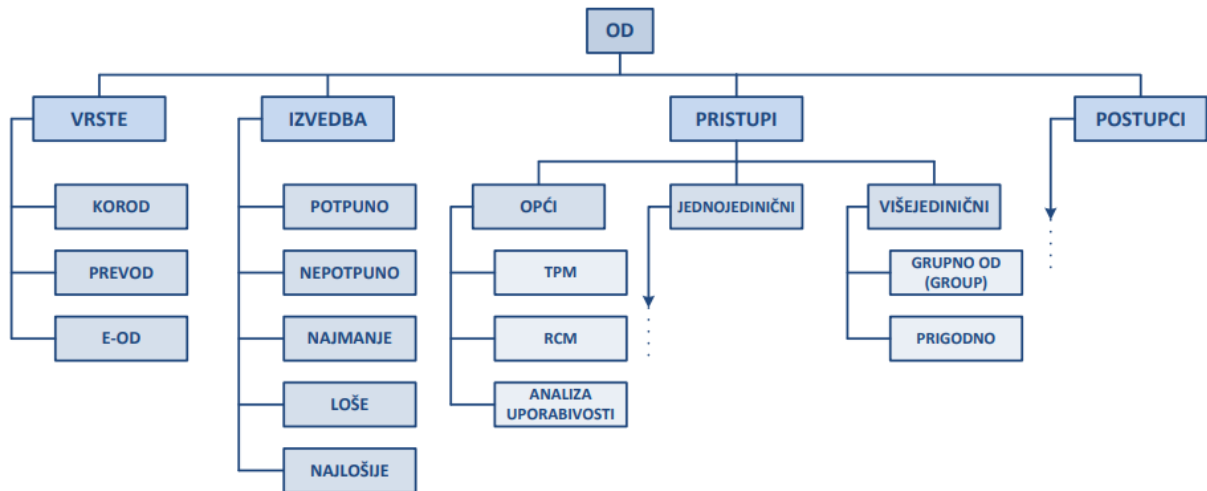 OD
VRSTE
IZVEDBA
PRISTUPI
POSTUPCI
KOROD
PREVOD
E-OD
POTPUNO
NEPOTPUNO
NAJMANJE
LOŠE
NAJLOŠIJE
OPĆI
JEDNOJEDINIČNI
VIŠEJEDINIČNI
TPM
RCM
ANALIZA
UPORABIVOSTI
GRUPNO OD
(GROUP)
PRIGODNO